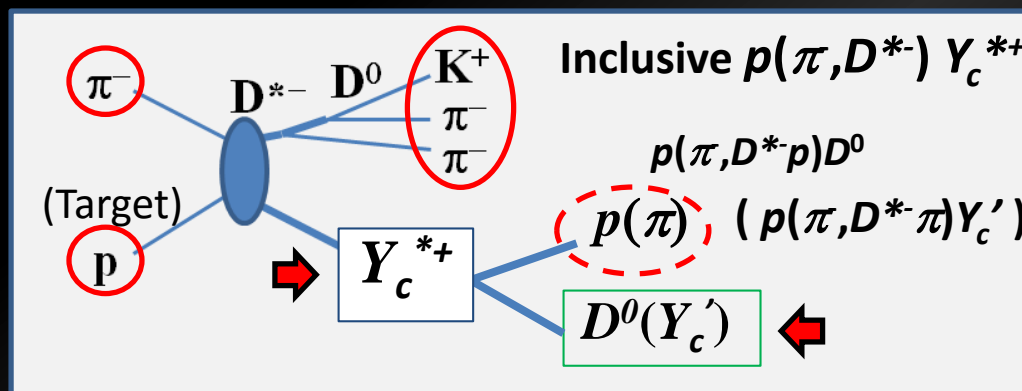 Inclusive p(π⁻,D*⁻) Y_c*⁺
π⁻
D*⁻
D⁰
K⁺
π⁻
π⁻
p(π⁻,D*⁻p)D⁰
(Target)
p
p(π)
( p(π⁻,D*⁻π)Y_c′ )
Y_c*⁺
D⁰(Y_c′)